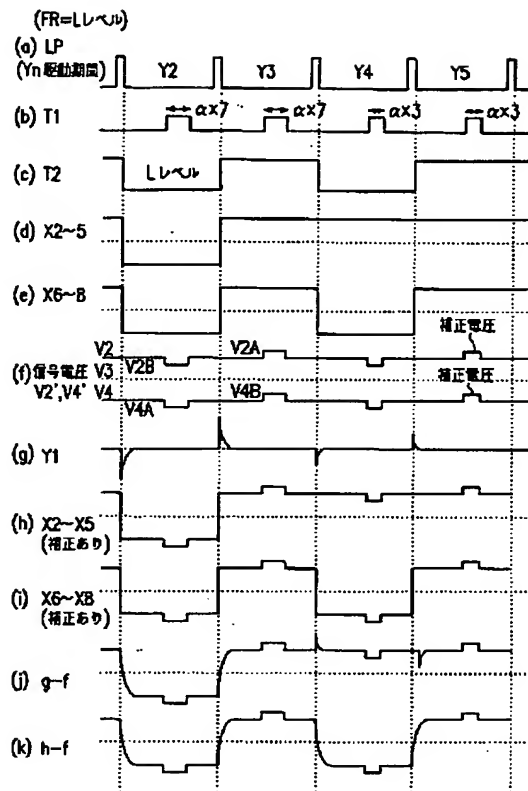 (FR=Lレベル)
(a) LP
(Yn 駆動期間) Y2 Y3 Y4 Y5
(b) T1 α×7 α×7 α×3 α×3
(c) T2 Lレベル
(d) X2~5
(e) X6~8
補正電圧
V2 V2B V2A
(f) 信号電圧 V3
補正電圧
V2',V4' V4 V4A V4B
(g) Y1
(h) X2~X5
(補正あり)
(i) X6~X8
(補正あり)
(j) g-f
(k) h-f